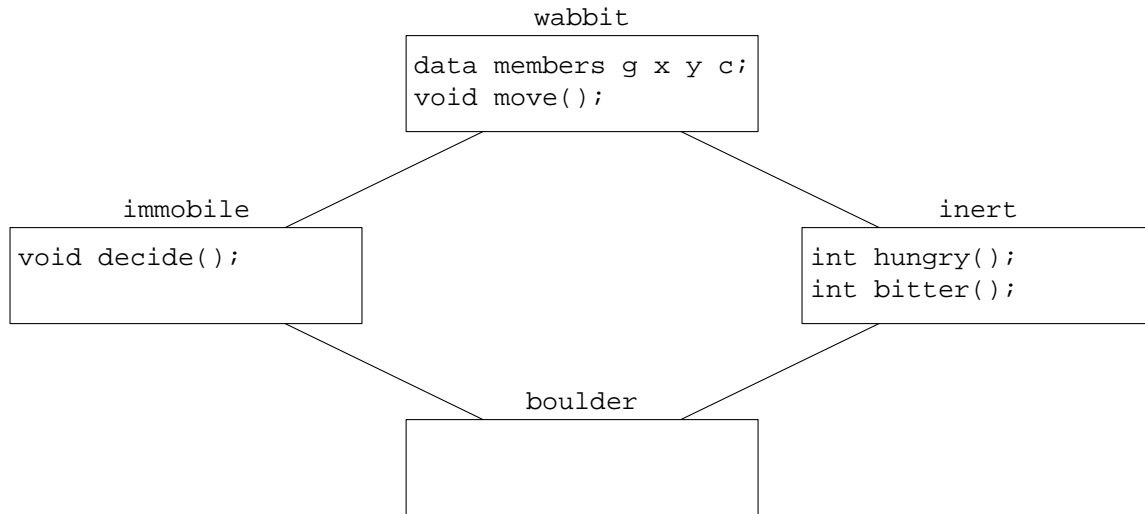 wabbit
data members g x y c;
void move();
immobile
inert
void decide();
int hungry();
int bitter();
boulder